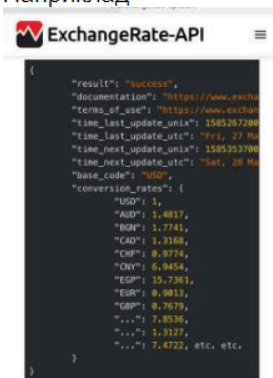 Наприклад
ExchangeRate-API
{
"result": "success",
"documentation": "https://www.excha
"terms_of_use": "https://www.exchan
"time_last_update_unix": 1585267200
"time_last_update_utc": "Fri, 27 Ma
"time_next_update_unix": 1585353700
"time_next_update_utc": "Sat, 28 Ma
"base_code": "USD",
"conversion_rates": {
"USD": 1,
"AUD": 1.4817,
"BGN": 1.7741,
"CAD": 1.3168,
"CHF": 0.9774,
"CNY": 6.9454,
"EGP": 15.7361,
"EUR": 0.9013,
"GBP": 0.7679,
"...": 7.8536,
"...": 1.3127,
"...": 7.4722, etc. etc.
}
}